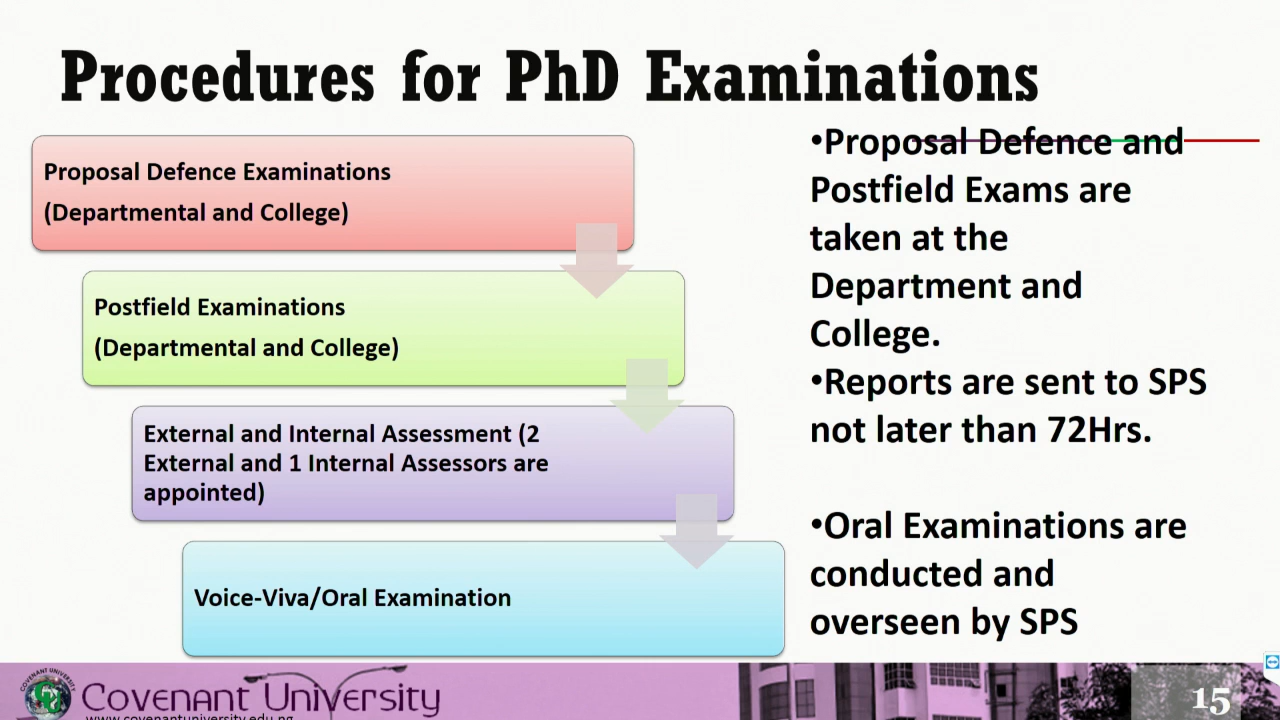 Procedures for PhD Examinations
Proposal Defence Examinations
(Departmental and College)
Postfield Examinations
(Departmental and College)
External and Internal Assessment (2
External and 1 Internal Assessors are
appointed)
Voice-Viva/Oral Examination
•Proposal Defence and
Postfield Exams are
taken at the
Department and
College.
•Reports are sent to SPS
not later than 72Hrs.
•Oral Examinations are
conducted and
overseen by SPS
COVENANT UNIVERSITY
Covenant University
www.covenantuniversity.edu.ng
15